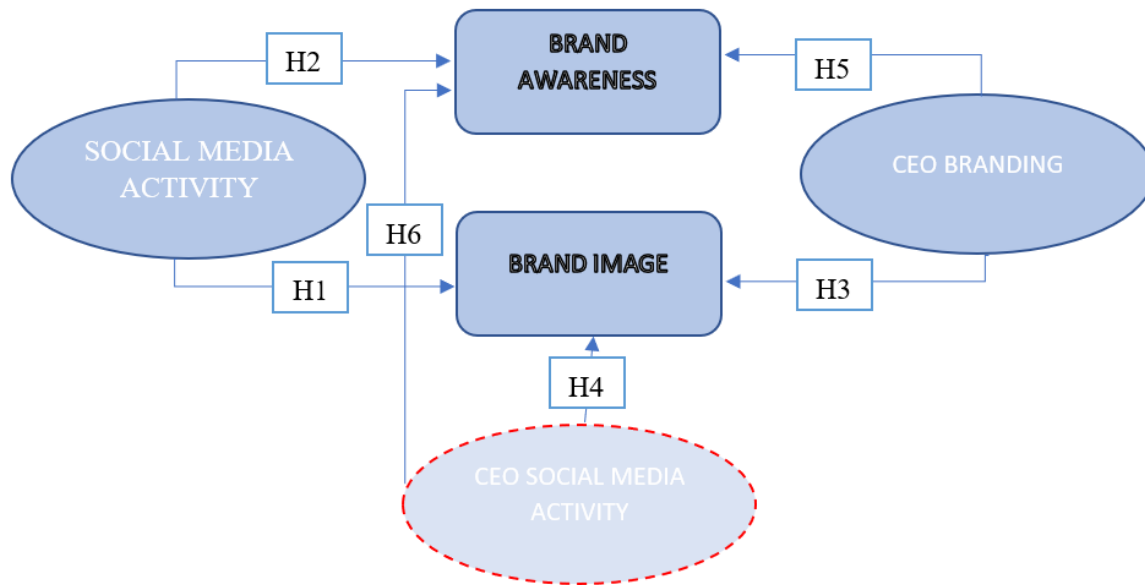 H2
BRAND
AWARENESS
H5
SOCIAL MEDIA
ACTIVITY
CEO BRANDING
H6
BRAND IMAGE
H1
H3
H4
CEO SOCIAL MEDIA
ACTIVITY